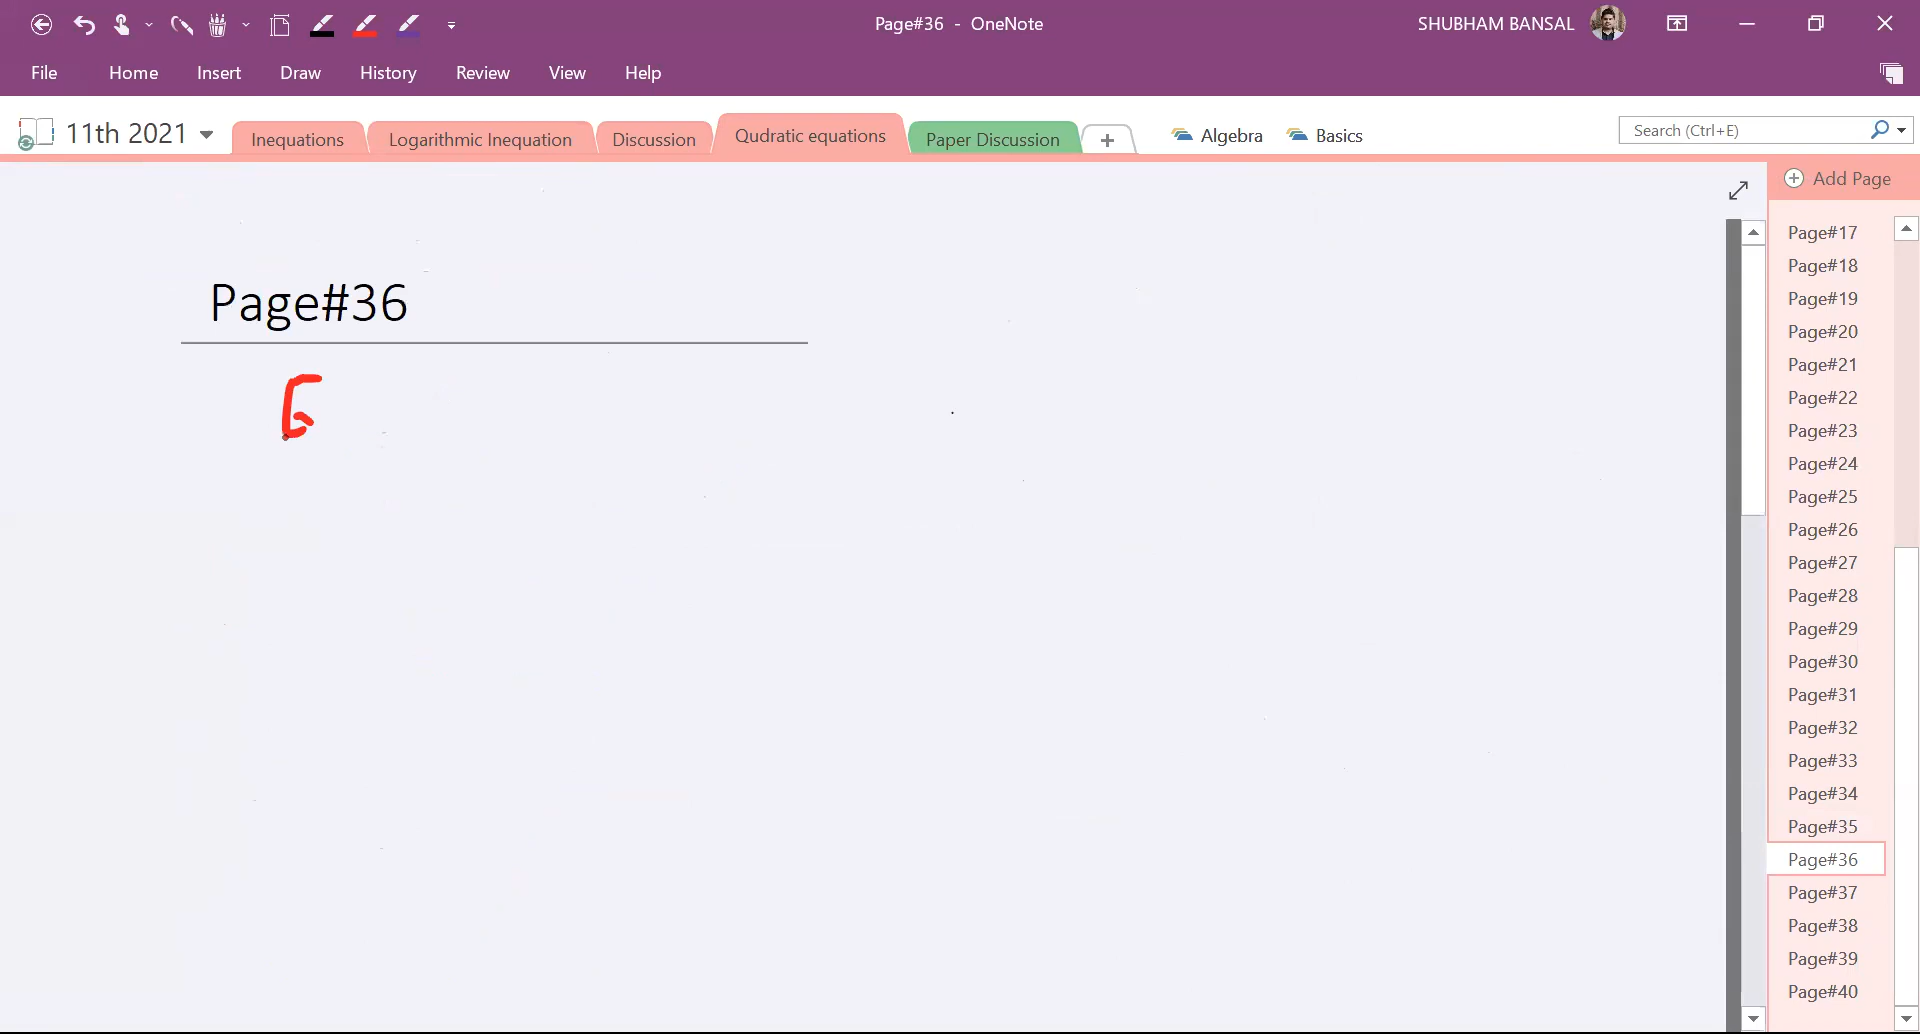 Page#36 - OneNote
SHUBHAM BANSAL
File Home Insert Draw History Review View Help
11th 2021
Inequations
Logarithmic Inequation
Discussion
Qudratic equations
Paper Discussion
+
Algebra
Basics
Search (Ctrl+E)
Add Page
Page#36
Page#17
Page#18
Page#19
Page#20
Page#21
Page#22
Page#23
Page#24
Page#25
Page#26
Page#27
Page#28
Page#29
Page#30
Page#31
Page#32
Page#33
Page#34
Page#35
Page#36
Page#37
Page#38
Page#39
Page#40